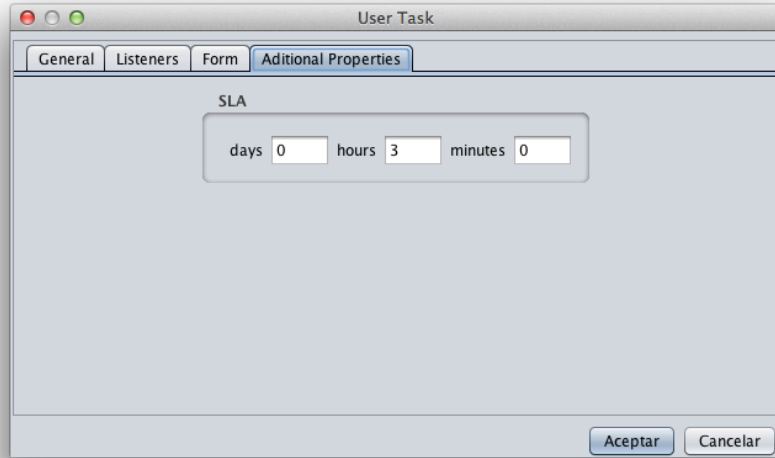 User Task
General Listeners Form Aditional Properties
SLA
days 0 hours 3 minutes 0
Aceptar Cancelar